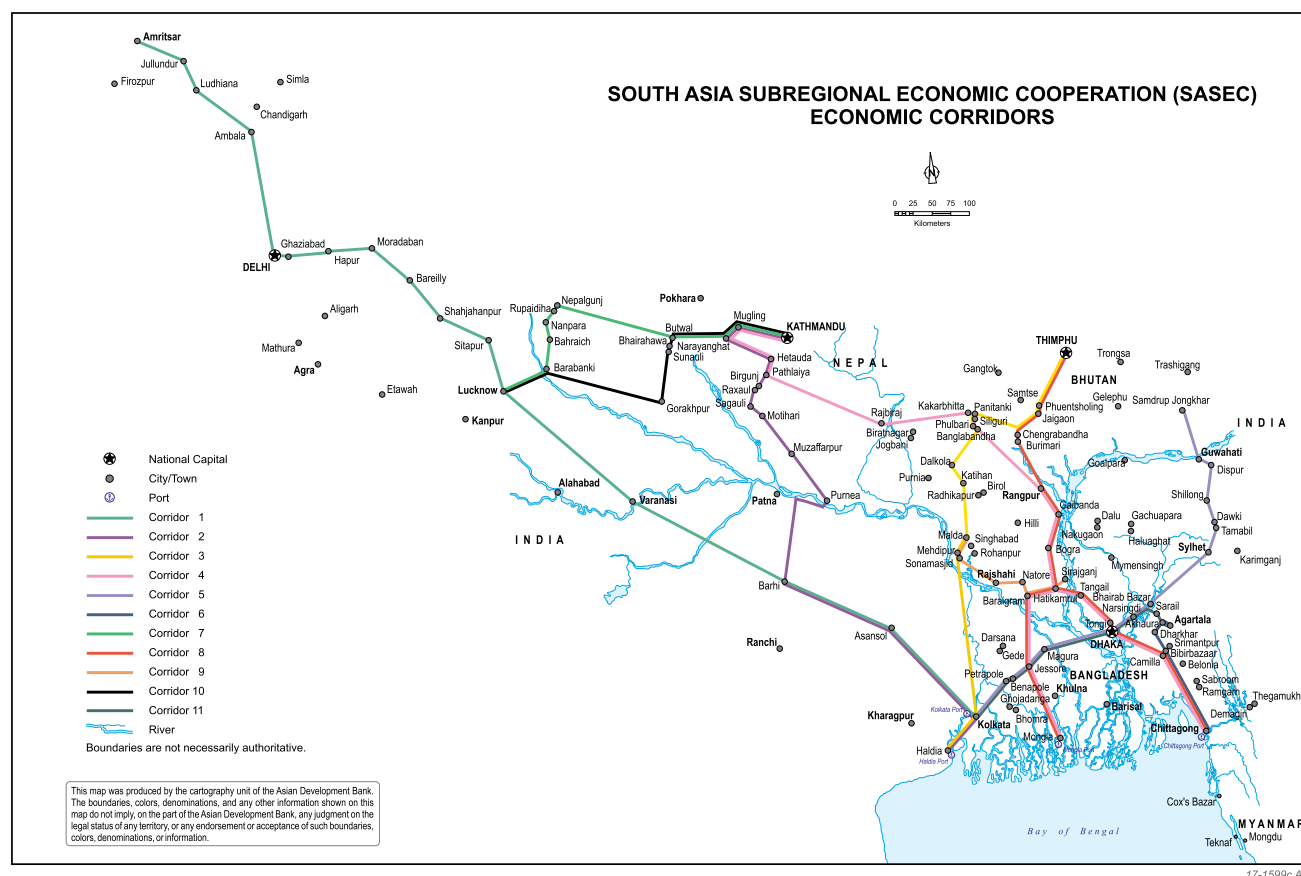 SOUTH ASIA SUBREGIONAL ECONOMIC COOPERATION (SASEC)
ECONOMIC CORRIDORS
N
0 25 50 75 100
Kilometers
Amritsar
Jullundur
Firozpur
Ludhiana
Simla
Chandigarh
Ambala
Ghaziabad
DELHI
Hapur
Moradaban
Bareilly
Aligarh
Shahjahanpur
Mathura
Sitapur
Agra
Etawah
Lucknow
Kanpur
Rupaidiha
Nepalgunj
Nanpara
Bahraich
Barabanki
Pokhara
Butwal
Bhairahawa
Sunauli
Narayanghat
Mugling
KATHMANDU
Gorakhpur
Hetauda
Pathlaiya
Birgunj
Raxaul
Sagauli
Motihari
Muzaffarpur
NEPAL
Rajbiraj
Biratnagar
Jogbani
Kakarbhitta
Panitanki
Phulbari
Siliguri
Banglabandha
Gangtok
Samtse
THIMPHU
BHUTAN
Trongsa
Trashigang
Phuentsholing
Jaigaon
Gelephu
Samdrup Jongkhar
INDIA
Chengrabandha
Burimari
Goalpara
Guwahati
Dispur
Dalkola
Purnia
Katihan
Radhikapur
Birol
Rangpur
Gaibanda
Shillong
Alahabad
Varanasi
Patna
Purnea
INDIA
Hilli
Dalu
Nakugaon
Gachuapara
Haluaghat
Dawki
Tamabil
Malda
Singhabad
Mehdipur
Rohanpur
Sonamasjid
Bogra
Mymensingh
Sylhet
Karimganj
Barhi
Rajshahi
Natore
Sirajganj
Baraigram
Hatikamrul
Tangail
Bhairab Bazar
Narsingdi
Sarail
Tongi
Akhaura
Agartala
DHAKA
Dharkhar
Srimantpur
Bibirbazaar
Camilla
Belonia
Asansol
Ranchi
Darsana
Gede
Magura
Petrapole
Jessore
BANGLADESH
Benapole
Khulna
Ghojadanga
Bhomra
Barisal
Sabroom
Ramgarh
Thegamukh
Demagiri
Kolkata Port
Kolkata
Kharagpur
Mongla
Mongla Port
Chittagong
Chittagong Port
Haldia
Haldia Port
Cox's Bazar
Bay of Bengal
MYANMAR
Teknaf
Mongdu
National Capital
City/Town
Port
Corridor 1
Corridor 2
Corridor 3
Corridor 4
Corridor 5
Corridor 6
Corridor 7
Corridor 8
Corridor 9
Corridor 10
Corridor 11
River
Boundaries are not necessarily authoritative.
This map was produced by the cartography unit of the Asian Development Bank.
The boundaries, colors, denominations, and any other information shown on this
map do not imply, on the part of the Asian Development Bank, any judgment on the
legal status of any territory, or any endorsement or acceptance of such boundaries,
colors, denominations, or information.
17-1599c A